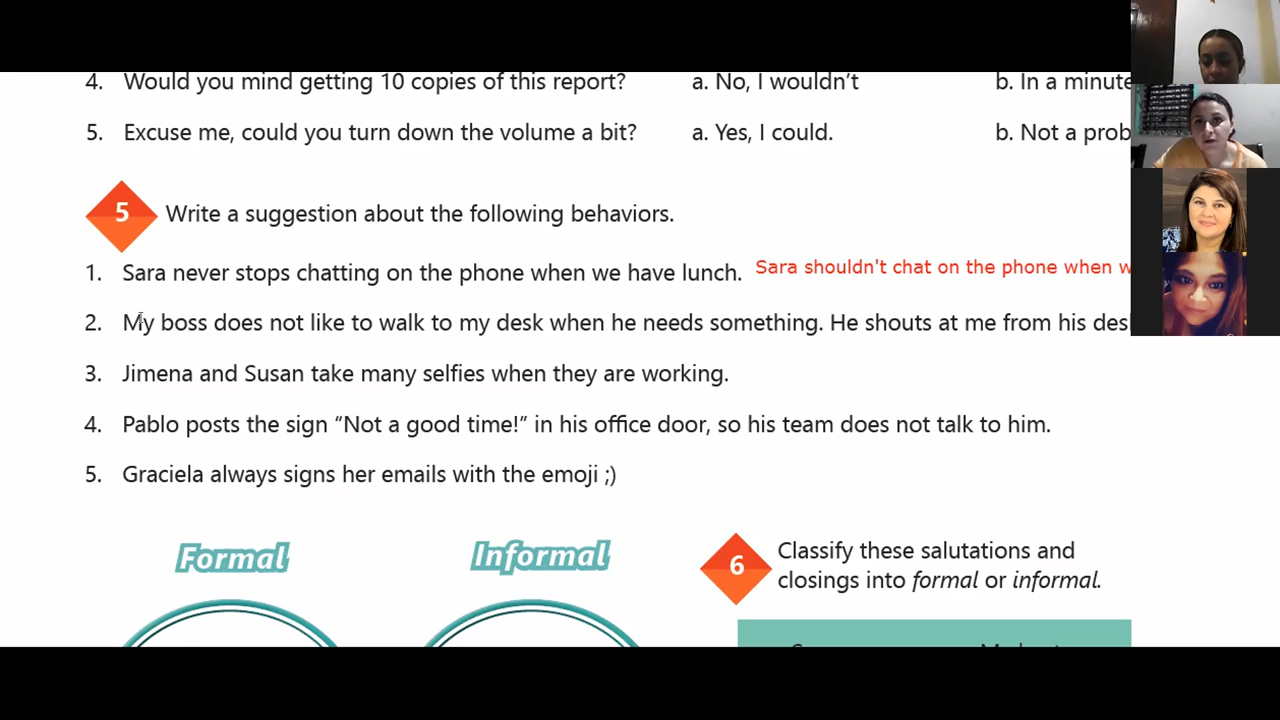 4. Would you mind getting 10 copies of this report? a. No, I wouldn't b. In a minute
5. Excuse me, could you turn down the volume a bit? a. Yes, I could. b. Not a prob
5 Write a suggestion about the following behaviors.
1. Sara never stops chatting on the phone when we have lunch. Sara shouldn't chat on the phone when w
2. My boss does not like to walk to my desk when he needs something. He shouts at me from his des
3. Jimena and Susan take many selfies when they are working.
4. Pablo posts the sign “Not a good time!” in his office door, so his team does not talk to him.
5. Graciela always signs her emails with the emoji ;)
Formal Informal
6 Classify these salutations and
closings into formal or informal.